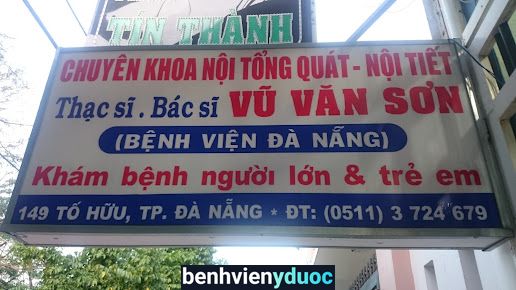 TÍN THÀNH
CHUYÊN KHOA NỘI TỔNG QUÁT - NỘI TIẾT
Thạc sĩ . Bác sĩ VŨ VĂN SƠN
(BỆNH VIỆN ĐÀ NẴNG)
Khám bệnh người lớn & trẻ em
149 TỐ HỮU, TP. ĐÀ NẴNG * ĐT: (0511) 3 724 679
benhvienyduoc